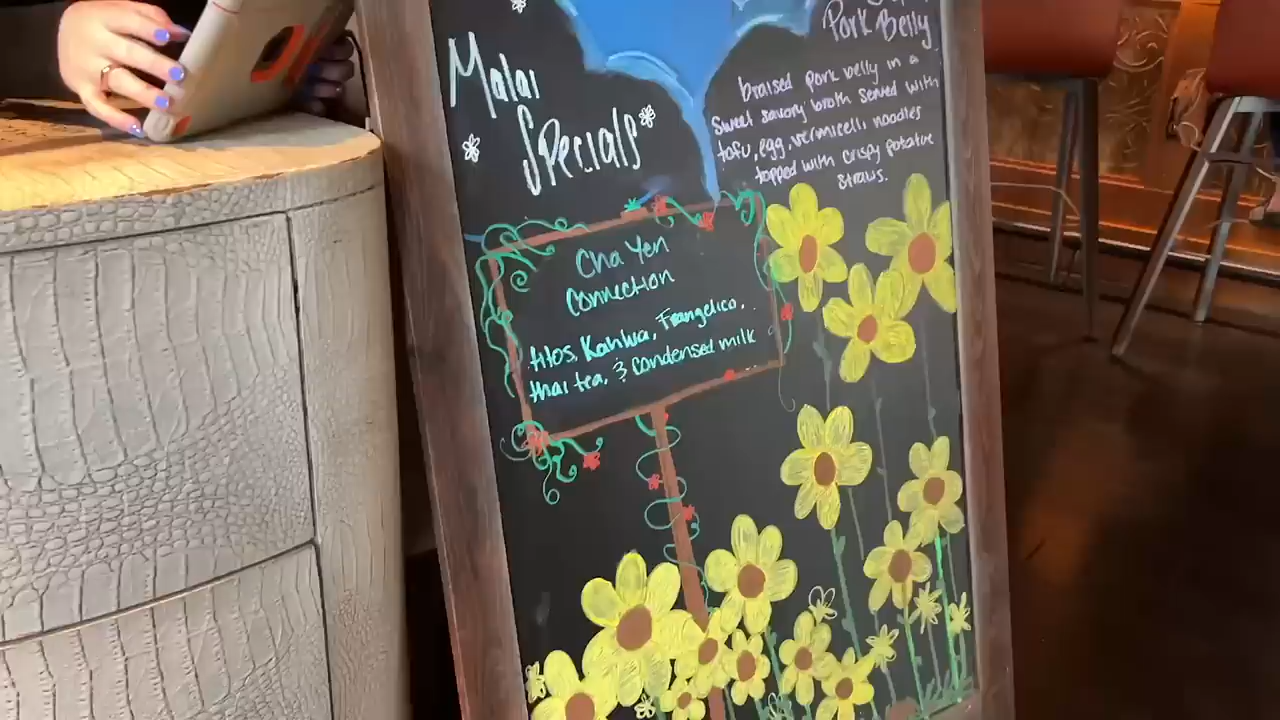 Malai
Specials
Pork Belly
braised pork belly in a
sweet savory broth served with
tofu, egg, vermicelli noodles
topped with crispy potatoe
straws.
Cha Yen
Connection
titos, Kahlua, Frangelico,
thai tea, & condensed milk